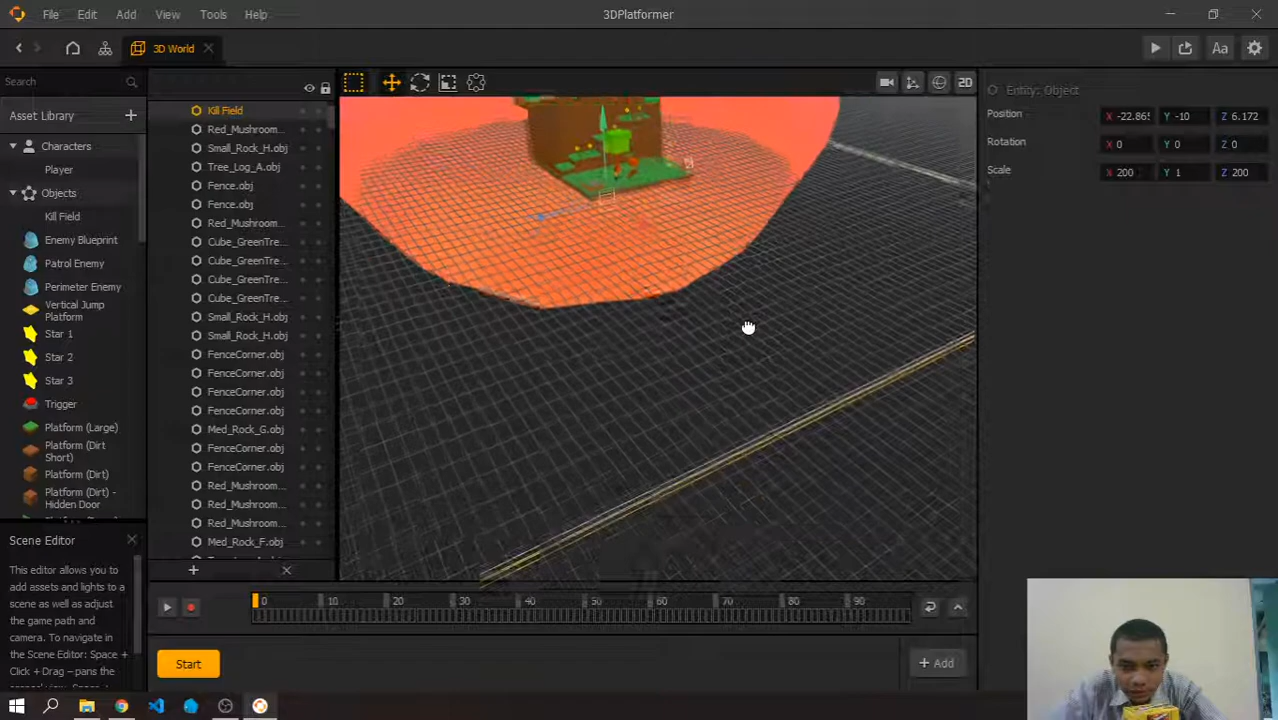 File Edit Add View Tools Help
3DPlatformer
3D World
Aa
Search
Asset Library
Characters
Player
Objects
Kill Field
Enemy Blueprint
Patrol Enemy
Perimeter Enemy
Vertical Jump
Platform
Star 1
Star 2
Star 3
Trigger
Platform (Large)
Platform (Dirt
Short)
Platform (Dirt)
Platform (Dirt) -
Hidden Door
Scene Editor
This editor allows you to
add assets and lights to a
scene as well as adjust
the game path and
camera. To navigate in
the Scene Editor: Space +
Click + Drag – pans the
Kill Field
Red_Mushroom...
Small_Rock_H...
Tree_Log_A.obj
Fence.obj
Fence.obj
Red_Mushroom...
Cube_GreenTre...
Cube_GreenTre...
Cube_GreenTre...
Cube_GreenTre...
Small_Rock_H.obj
Small_Rock_H.obj
FenceCorner.obj
FenceCorner.obj
FenceCorner.obj
FenceCorner.obj
Med_Rock_G.obj
FenceCorner.obj
FenceCorner.obj
Red_Mushroom...
Red_Mushroom...
Red_Mushroom...
Med_Rock_F.obj
2D
Entity: Object
Position X -22.865 Y -10 Z 6.172
Rotation X 0 Y 0 Z 0
Scale X 200 Y 1 Z 200
0 10 20 30 40 50 60 70 80 90
Start
+ Add